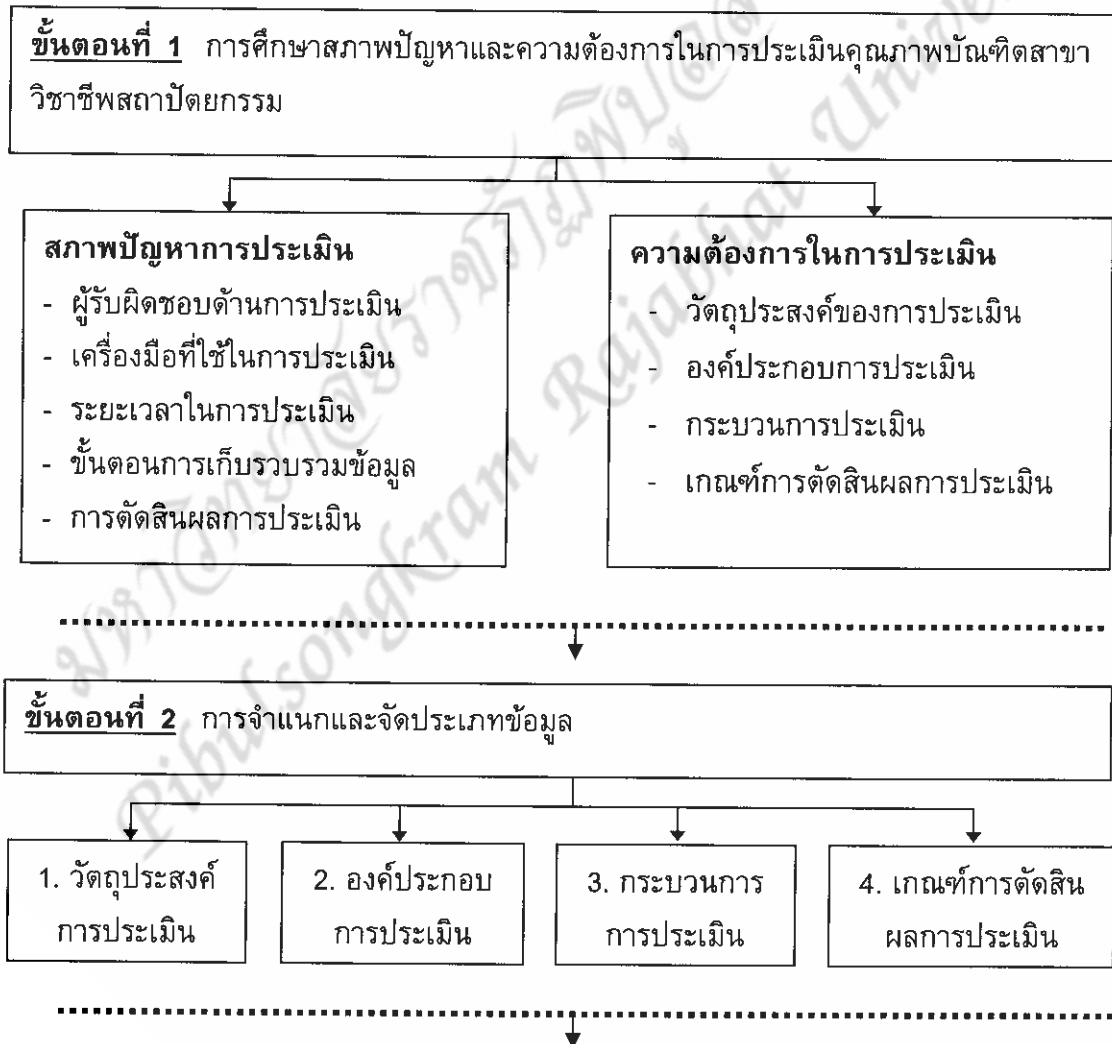 ขั้นตอนที่ 1 การศึกษาสภาพปัญหาและความต้องการในการประเมินคุณภาพบัณฑิตสาขา
วิชาชีพสถาปัตยกรรม
สภาพปัญหาการประเมิน
- ผู้รับผิดชอบด้านการประเมิน
- เครื่องมือที่ใช้ในการประเมิน
- ระยะเวลาในการประเมิน
- ขั้นตอนการเก็บรวบรวมข้อมูล
- การตัดสินผลการประเมิน
ความต้องการในการประเมิน
- วัตถุประสงค์ของการประเมิน
- องค์ประกอบการประเมิน
- กระบวนการประเมิน
- เกณฑ์การตัดสินผลการประเมิน
ขั้นตอนที่ 2 การจำแนกและจัดประเภทข้อมูล
1. วัตถุประสงค์
การประเมิน
2. องค์ประกอบ
การประเมิน
3. กระบวนการ
การประเมิน
4. เกณฑ์การตัดสิน
ผลการประเมิน
มหาวิทยาลัยราชภัฏพิบูล
Pibulsongkram Rajabhat Unive